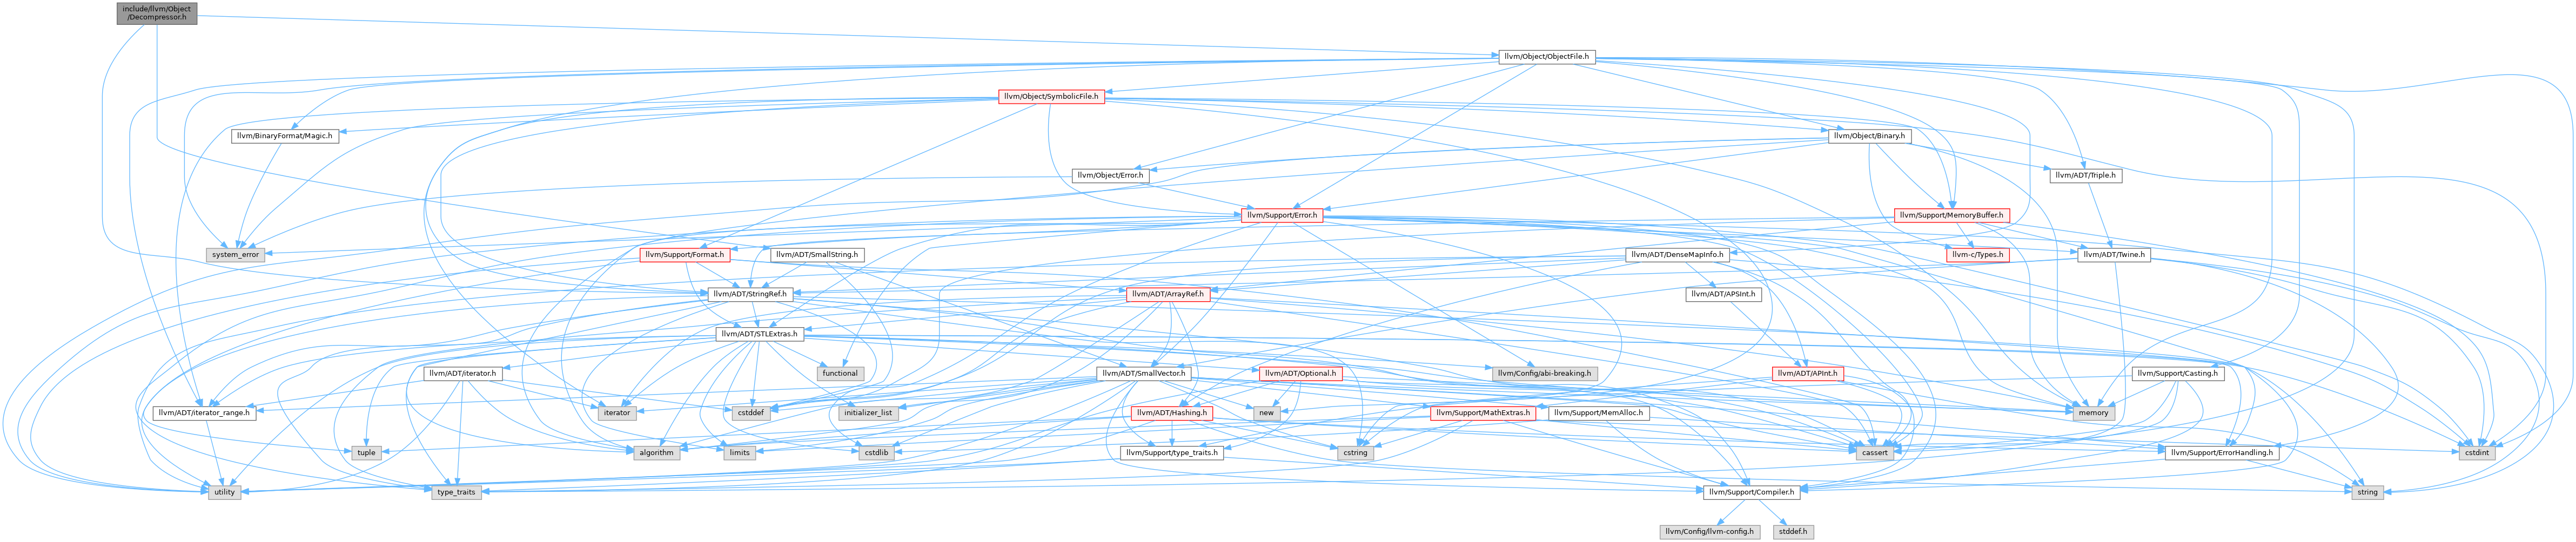 include/llvm/Object
/Decompressor.h
llvm/Object/ObjectFile.h
llvm/Object/SymbolicFile.h
llvm/BinaryFormat/Magic.h
llvm/Object/Binary.h
llvm/Object/Error.h
llvm/ADT/Triple.h
llvm/Support/Error.h
llvm/Support/MemoryBuffer.h
system_error
llvm/Support/Format.h
llvm/ADT/SmallString.h
llvm/ADT/DenseMapInfo.h
llvm-c/Types.h
llvm/ADT/Twine.h
llvm/ADT/StringRef.h
llvm/ADT/ArrayRef.h
llvm/ADT/APSInt.h
llvm/ADT/STLExtras.h
llvm/ADT/iterator.h
functional
llvm/ADT/SmallVector.h
llvm/ADT/Optional.h
llvm/Config/abi-breaking.h
llvm/ADT/APInt.h
llvm/Support/Casting.h
llvm/ADT/iterator_range.h
iterator
cstddef
initializer_list
llvm/ADT/Hashing.h
new
llvm/Support/MathExtras.h
llvm/Support/MemAlloc.h
memory
tuple
algorithm
limits
cstdlib
cstring
llvm/Support/type_traits.h
cassert
llvm/Support/ErrorHandling.h
cstdint
utility
type_traits
llvm/Support/Compiler.h
string
llvm/Config/llvm-config.h
stddef.h